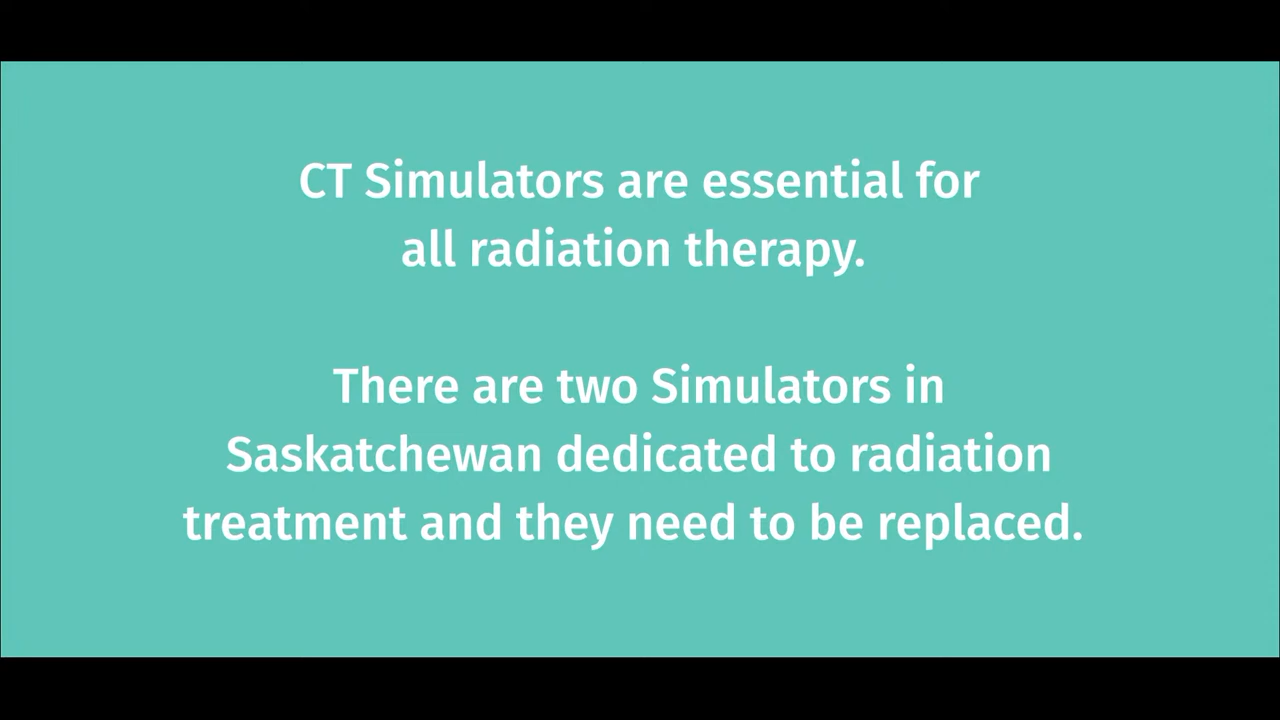 CT Simulators are essential for
all radiation therapy.
There are two Simulators in
Saskatchewan dedicated to radiation
treatment and they need to be replaced.